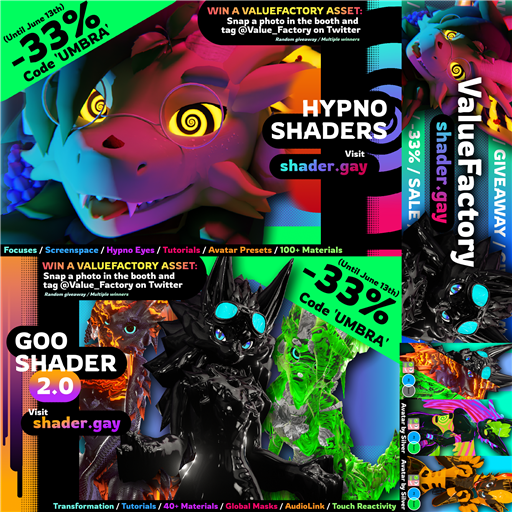 (Until June 13th)
-33%
Code 'UMBRA'
WIN A VALUEFACTORY ASSET:
Snap a photo in the booth and
tag @Value_Factory on Twitter
Random giveaway / Multiple winners
HYPNO
SHADERS
Visit
shader.gay
Focuses / Screenspace / Hypno Eyes / Tutorials / Avatar Presets / 100+ Materials
WIN A VALUEFACTORY ASSET:
Snap a photo in the booth and
tag @Value_Factory on Twitter
Random giveaway / Multiple winners
(Until June 13th)
-33%
Code 'UMBRA'
GOO
SHADER
2.0
Visit
shader.gay
Transformation / Tutorials / 40+ Materials / Global Masks / AudioLink / Touch Reactivity
GIVEAWAY /
ValueFactory
shader.gay
-33% / SALE
Avatar by Silver
Avatar by Silver